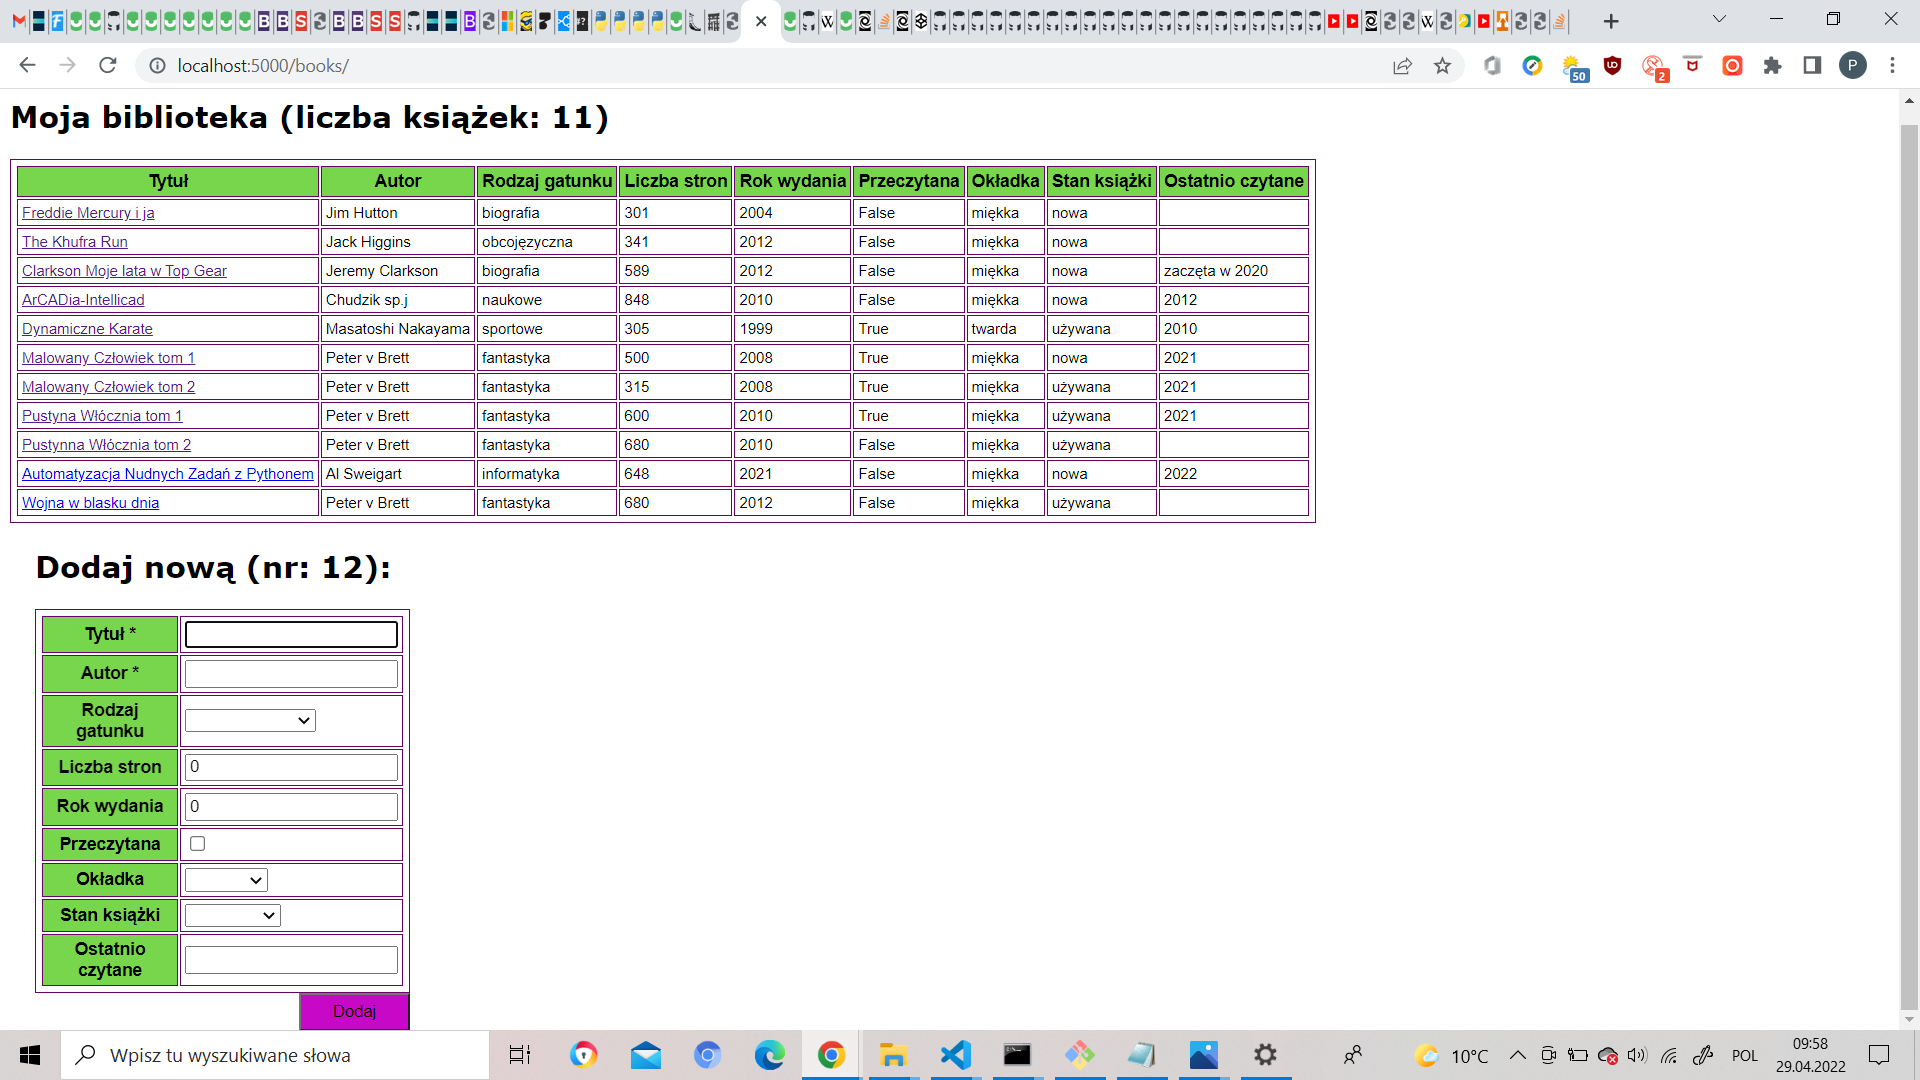 localhost:5000/books/
50
2
P
Moja biblioteka (liczba książek: 11)
Tytuł Autor Rodzaj gatunku Liczba stron Rok wydania Przeczytana Okładka Stan książki Ostatnio czytane
Freddie Mercury i ja Jim Hutton biografia 301 2004 False miękka nowa
The Khufra Run Jack Higgins obcojęzyczna 341 2012 False miękka nowa
Clarkson Moje lata w Top Gear Jeremy Clarkson biografia 589 2012 False miękka nowa zaczęta w 2020
ArCADia-Intellicad Chudzik sp.j naukowe 848 2010 False miękka nowa 2012
Dynamiczne Karate Masatoshi Nakayama sportowe 305 1999 True twarda używana 2010
Malowany Człowiek tom 1 Peter v Brett fantastyka 500 2008 True miękka nowa 2021
Malowany Człowiek tom 2 Peter v Brett fantastyka 315 2008 True miękka używana 2021
Pustyna Włócznia tom 1 Peter v Brett fantastyka 600 2010 True miękka używana 2021
Pustynna Włócznia tom 2 Peter v Brett fantastyka 680 2010 False miękka używana
Automatyzacja Nudnych Zadań z Pythonem Al Sweigart informatyka 648 2021 False miękka nowa 2022
Wojna w blasku dnia Peter v Brett fantastyka 680 2012 False miękka używana
Dodaj nową (nr: 12):
Tytuł *
Autor *
Rodzaj
gatunku
Liczba stron 0
Rok wydania 0
Przeczytana
Okładka
Stan książki
Ostatnio
czytane
Dodaj
Wpisz tu wyszukiwane słowa
10°C
POL
09:58
29.04.2022